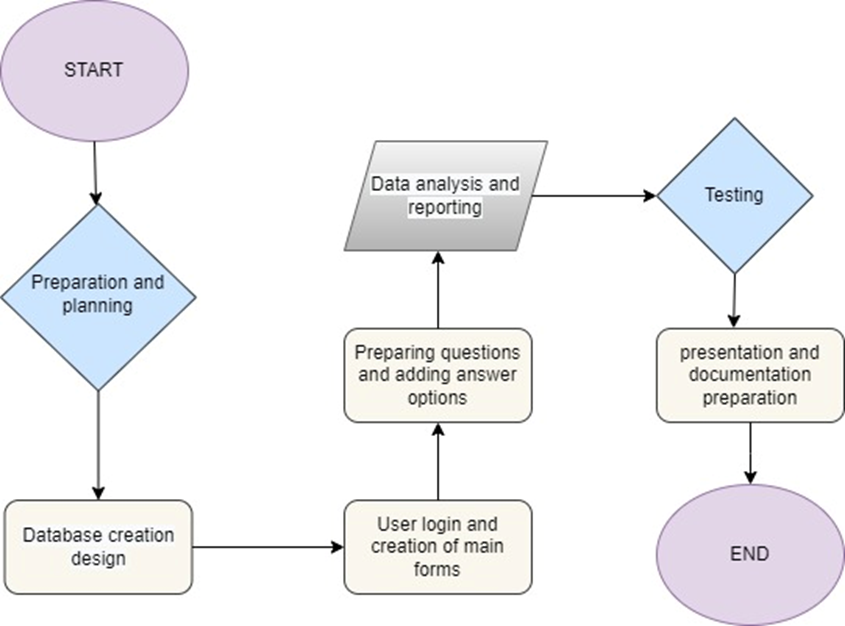 START
Preparation and
planning
Database creation
design
User login and
creation of main
forms
Preparing questions
and adding answer
options
Data analysis and
reporting
Testing
presentation and
documentation
preparation
END